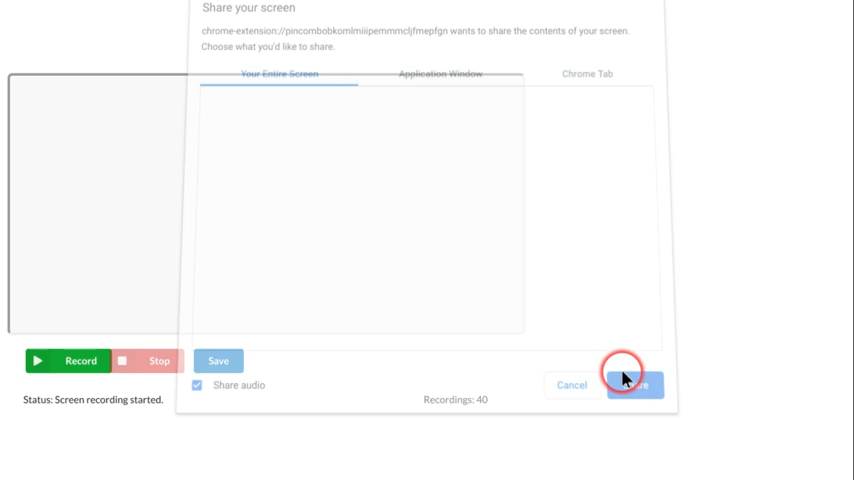 Share your screen
chrome-extension://pincombobkomlmiiipemmmcljfmepfgn wants to share the contents of your screen.
Choose what you'd like to share.
Your Entire Screen Application Window Chrome Tab
Record Stop Save
Share audio Cancel
Status: Screen recording started. Recordings: 40